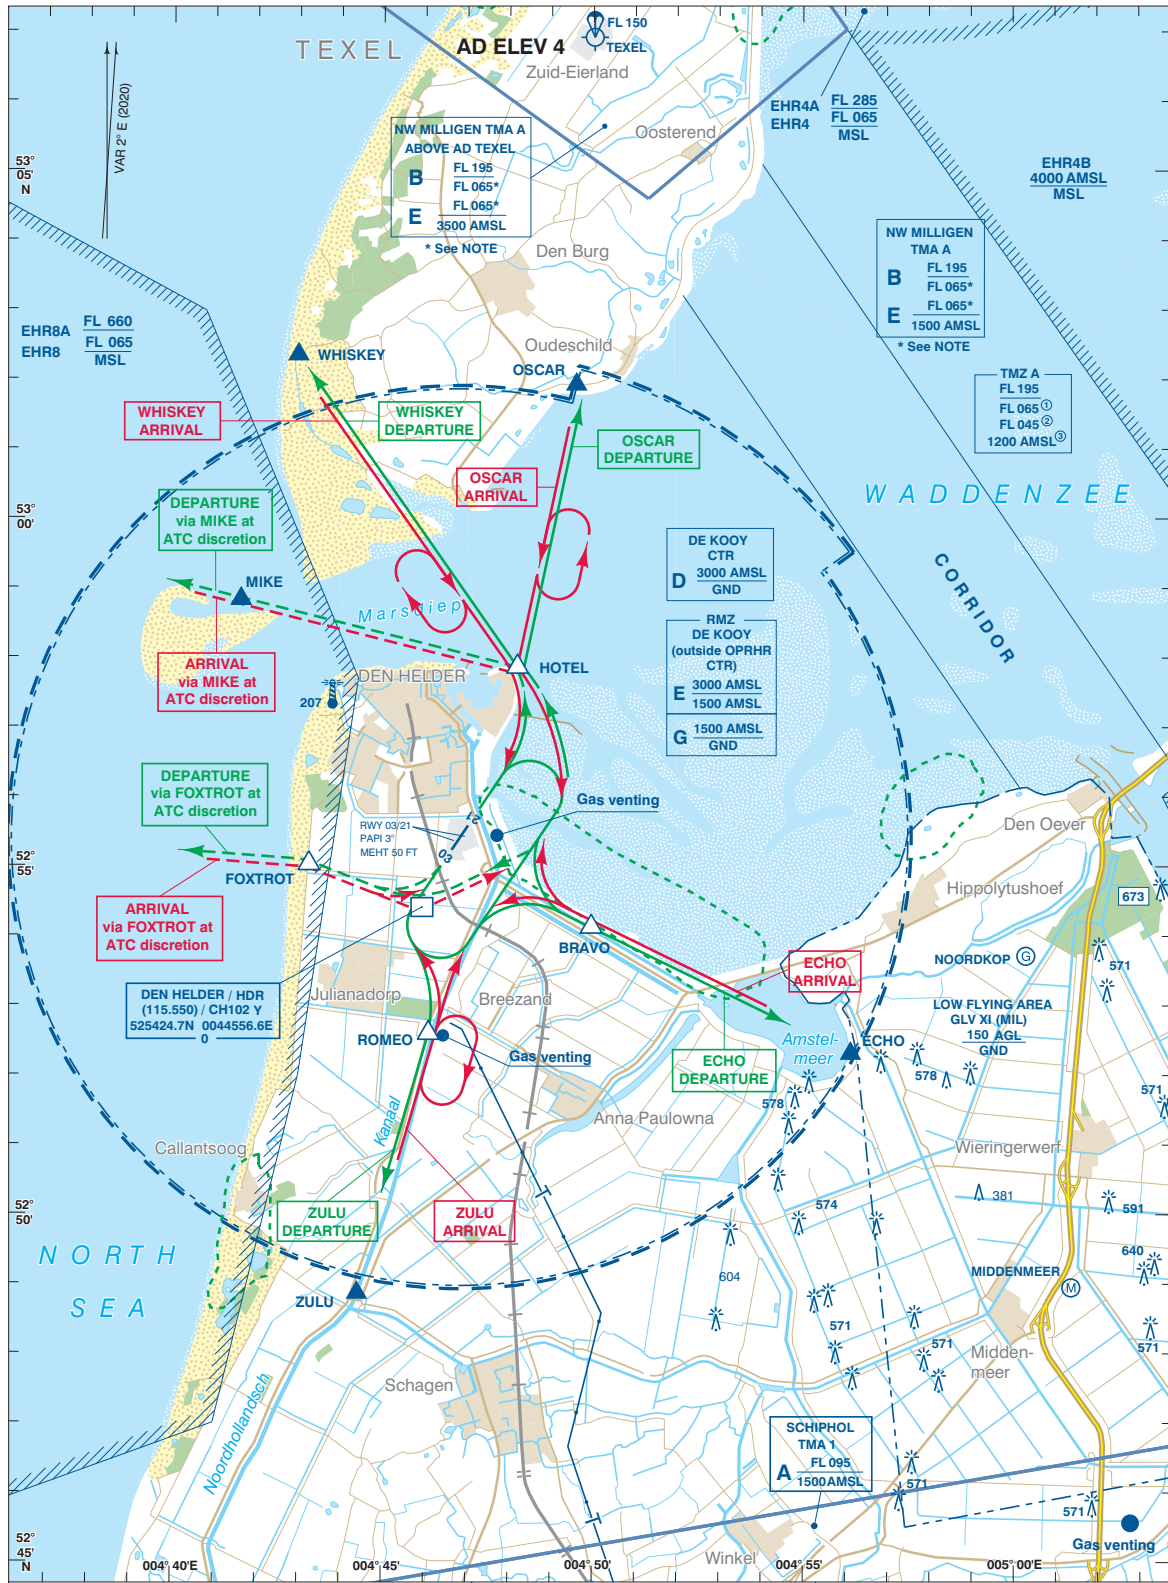 TEXEL
AD ELEV 4
FL 150
TEXEL
Zuid-Eierland
VAR 2° E (2020)
NW MILLIGEN TMA A
ABOVE AD TEXEL
B FL 195
FL 065*
E FL 065*
3500 AMSL
* See NOTE
Oosterend
EHR4A
EHR4
FL 285
FL 065
MSL
EHR4B
4000 AMSL
MSL
53°
05'
N
Den Burg
NW MILLIGEN
TMA A
B FL 195
FL 065*
E FL 065*
1500 AMSL
* See NOTE
EHR8A FL 660
EHR8 FL 065
MSL
WHISKEY
Oudeschild
OSCAR
TMZ A
FL 195
FL 065①
FL 045②
1200 AMSL③
WHISKEY
ARRIVAL
WHISKEY
DEPARTURE
OSCAR
DEPARTURE
OSCAR
ARRIVAL
WADDENZEE
53°
00'
DEPARTURE
via MIKE at
ATC discretion
DE KOOY
CTR
D 3000 AMSL
GND
CORRIDOR
MIKE
Marsdiep
RMZ
DE KOOY
(outside OPRHR
CTR)
E 3000 AMSL
1500 AMSL
G 1500 AMSL
GND
ARRIVAL
via MIKE at
ATC discretion
DEN HELDER
HOTEL
207
DEPARTURE
via FOXTROT at
ATC discretion
Gas venting
RWY 03/21
PAPI 3°
MEHT 50 FT
21
03
Den Oever
52°
55'
FOXTROT
Hippolytushoef
673
ARRIVAL
via FOXTROT at
ATC discretion
BRAVO
ECHO
ARRIVAL
NOORDKOP G
571
DEN HELDER / HDR
(115.550) / CH102 Y
525424.7N 0044556.6E
0
Julianadorp
Breezand
LOW FLYING AREA
GLV XI (MIL)
150 AGL
GND
ROMEO
Gas venting
Amstel-
meer
ECHO
ECHO
DEPARTURE
578
578
571
Anna Paulowna
Kanaal
Callantsoog
Wieringerwerf
52°
50'
ZULU
DEPARTURE
ZULU
ARRIVAL
574
381
591
NORTH
SEA
640
604
MIDDENMEER
M
ZULU
571
571
571
Midden-
meer
Schagen
Noordhollandsch
SCHIPHOL
TMA 1
A FL 095
1500 AMSL
571
571
Gas venting
52°
45'
N
004° 40'E
004° 45'
004° 50'
Winkel
004° 55'
005° 00'E